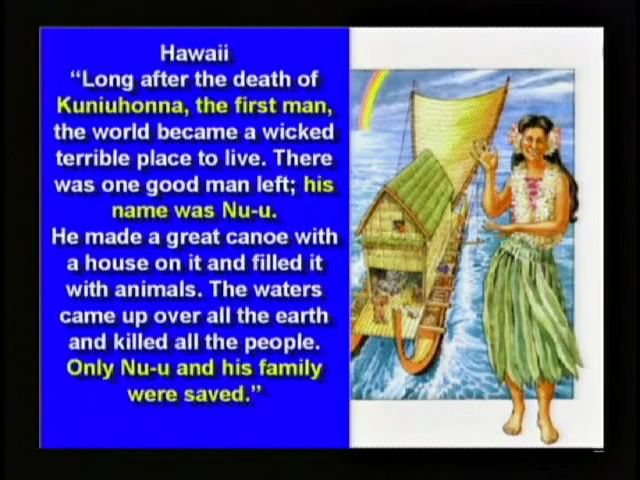 Hawaii
“Long after the death of
Kuniuhonna, the first man,
the world became a wicked
terrible place to live. There
was one good man left; his
name was Nu-u.
He made a great canoe with
a house on it and filled it
with animals. The waters
came up over all the earth
and killed all the people.
Only Nu-u and his family
were saved.”